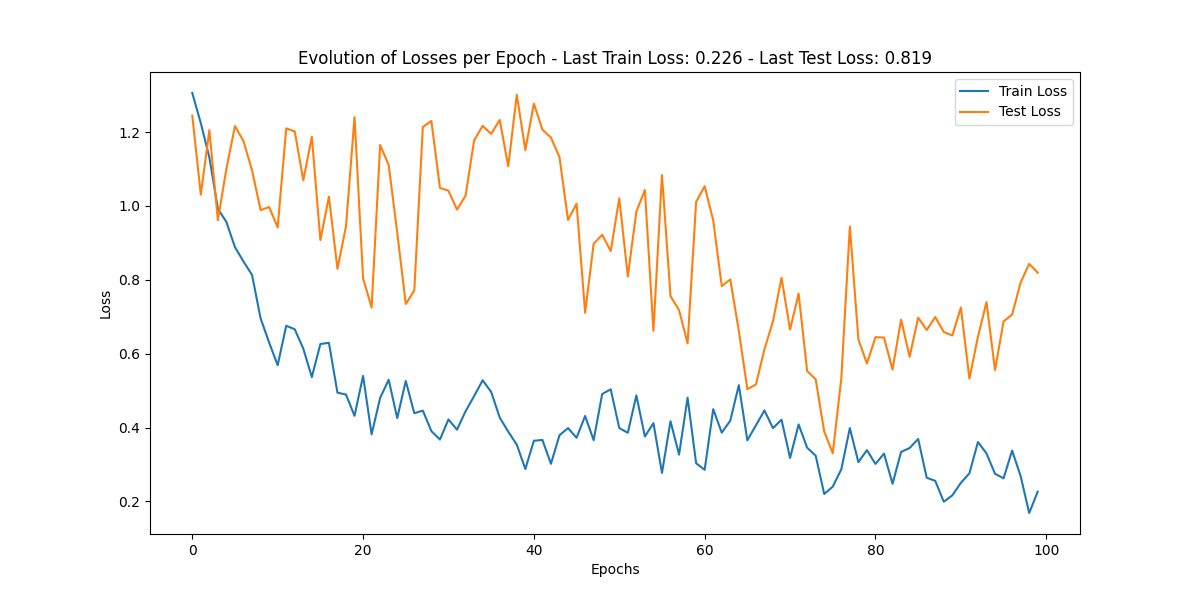 Evolution of Losses per Epoch - Last Train Loss: 0.226 - Last Test Loss: 0.819
Train Loss
Test Loss
Loss
1.2
1.0
0.8
0.6
0.4
0.2
0 20 40 60 80 100
Epochs